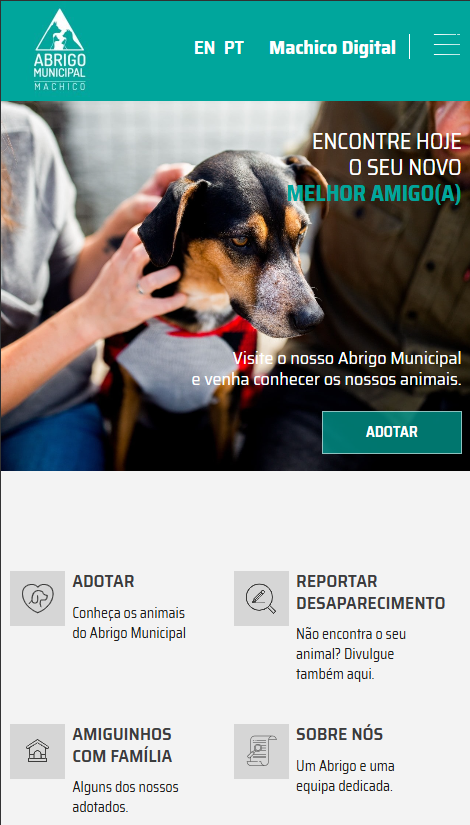 ABRIGO
MUNICIPAL
MACHICO
EN PT Machico Digital
ENCONTRE HOJE
O SEU NOVO
MELHOR AMIGO(A)
Visite o nosso Abrigo Municipal
e venha conhecer os nossos animais.
ADOTAR
ADOTAR
Conheça os animais
do Abrigo Municipal
REPORTAR
DESAPARECIMENTO
Não encontra o seu
animal? Divulgue
também aqui.
AMIGUINHOS
COM FAMÍLIA
Alguns dos nossos
adotados.
SOBRE NÓS
Um Abrigo e uma
equipa dedicada.